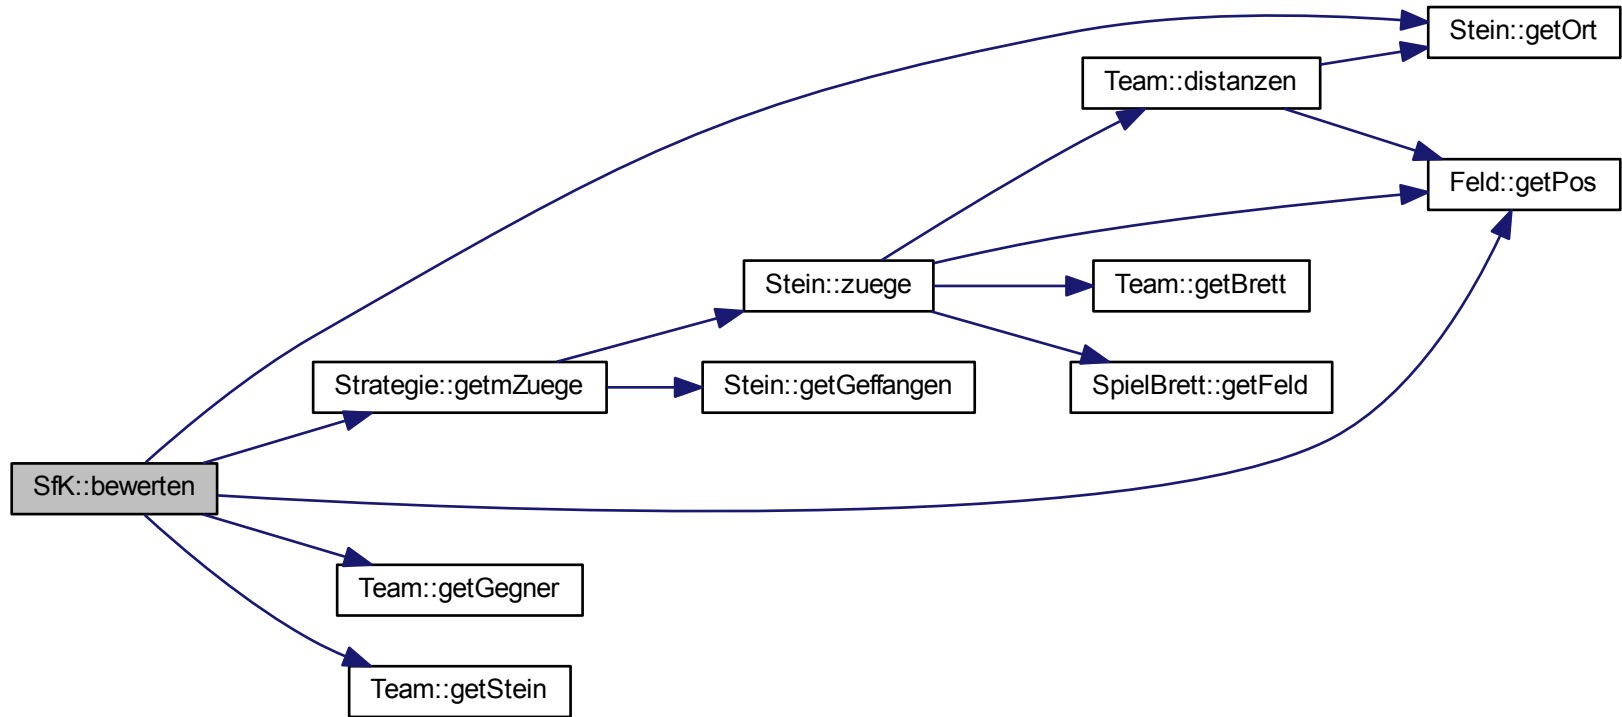 Stein::getOrt
Team::distanzen
Feld::getPos
Stein::zuege
Team::getBrett
Strategie::getmZuege
Stein::getGeffangen
SpielBrett::getFeld
SfK::bewerten
Team::getGegner
Team::getStein